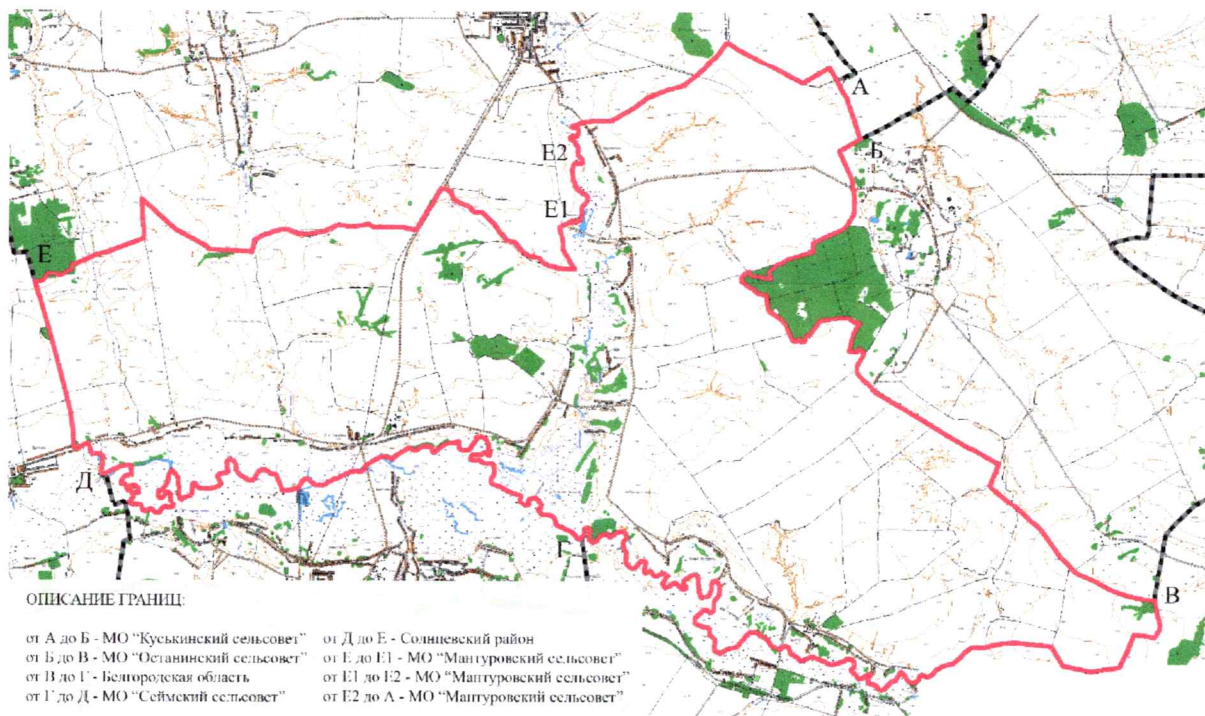 А
Б
Е2
Е1
Е
Д
Г
В
ОПИСАНИЕ ГРАНИЦ:
от А до Б - МО "Куськинский сельсовет"
от Б до В - МО "Останинский сельсовет"
от В до Г - Белгородская область
от Г до Д - МО "Сеймский сельсовет"
от Д до Е - Солнцевский район
от Е до Е1 - МО "Мантуровский сельсовет"
от Е1 до Е2 - МО "Мантуровский сельсовет"
от Е2 до А - МО "Мантуровский сельсовет"